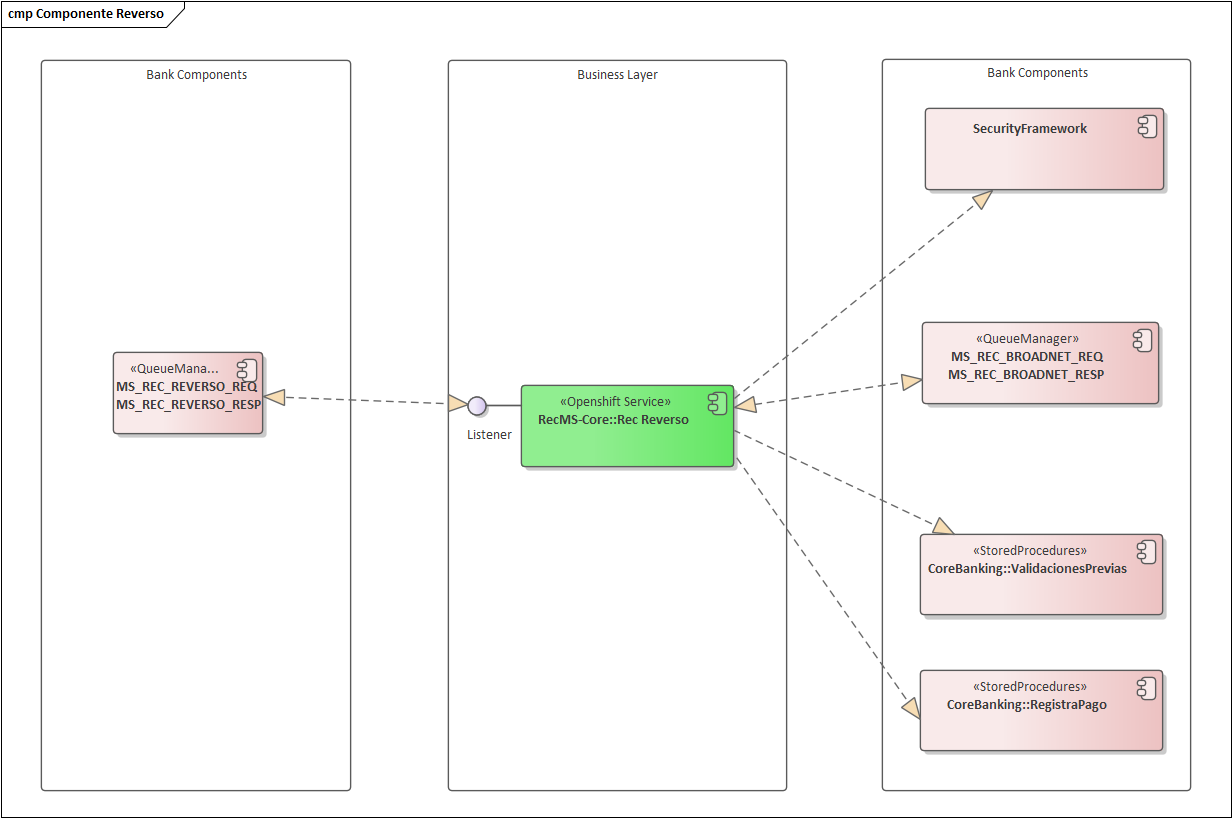 cmp Componente Reverso
Bank Components
«QueueMana...
MS_REC_REVERSO_REQ
MS_REC_REVERSO_RESP
Business Layer
Listener
«Openshift Service»
RecMS-Core::Rec Reverso
Bank Components
SecurityFramework
«QueueManager»
MS_REC_BROADNET_REQ
MS_REC_BROADNET_RESP
«StoredProcedures»
CoreBanking::ValidacionesPrevias
«StoredProcedures»
CoreBanking::RegistraPago